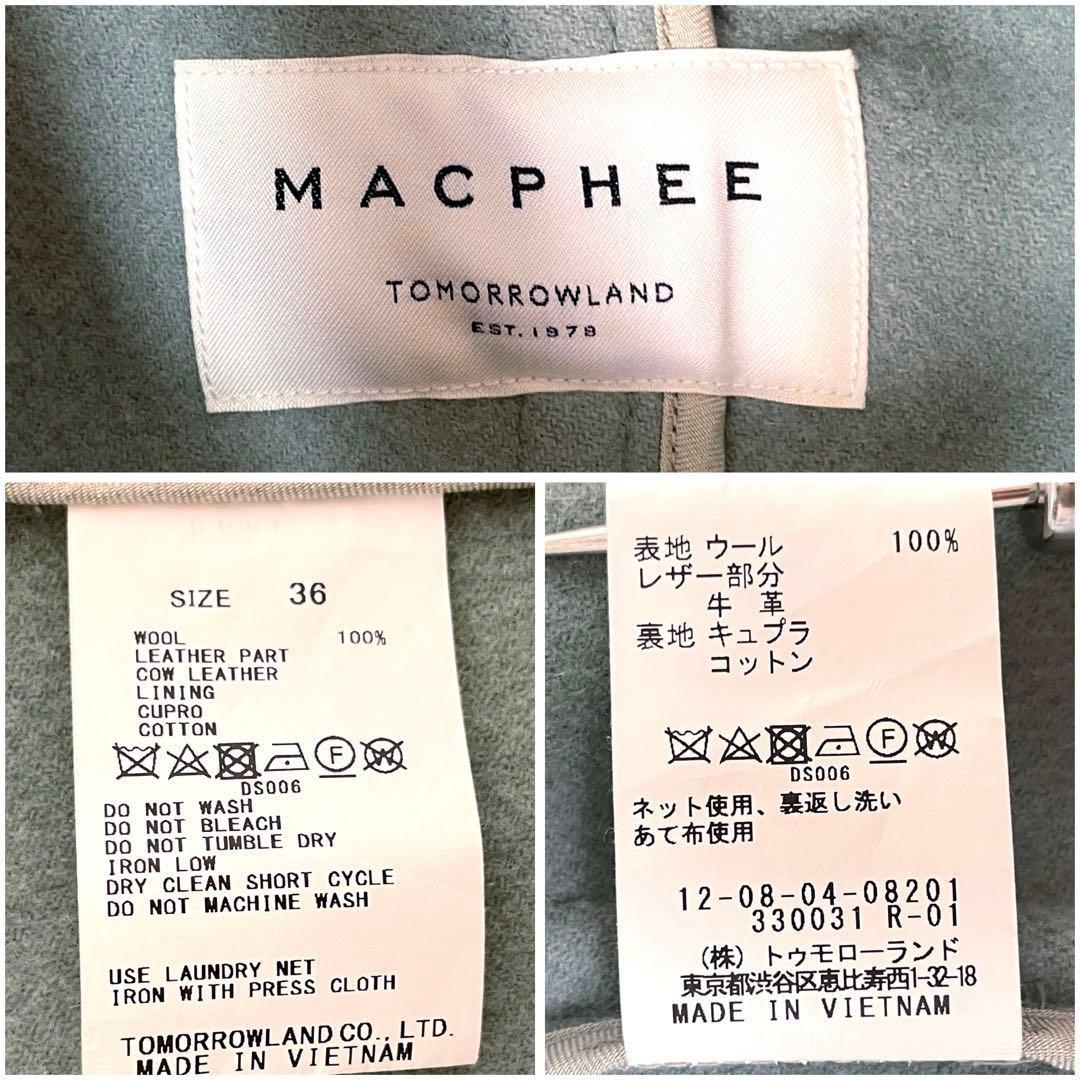 MACPHEE
TOMORROWLAND
EST. 1978
SIZE 36
WOOL 100%
LEATHER PART
COW LEATHER
LINING
CUPRO
COTTON
F W
DS006
DO NOT WASH
DO NOT BLEACH
DO NOT TUMBLE DRY
IRON LOW
DRY CLEAN SHORT CYCLE
DO NOT MACHINE WASH
USE LAUNDRY NET
IRON WITH PRESS CLOTH
TOMORROWLAND CO., LTD.
MADE IN VIETNAM
表地 ウール 100%
レザー部分
牛 革
裏地 キュプラ
コットン
F W
DS006
ネット使用、裏返し洗い
あて布使用
12-08-04-08201
330031 R-01
(株) トゥモローランド
東京都渋谷区恵比寿西1-32-18
MADE IN VIETNAM